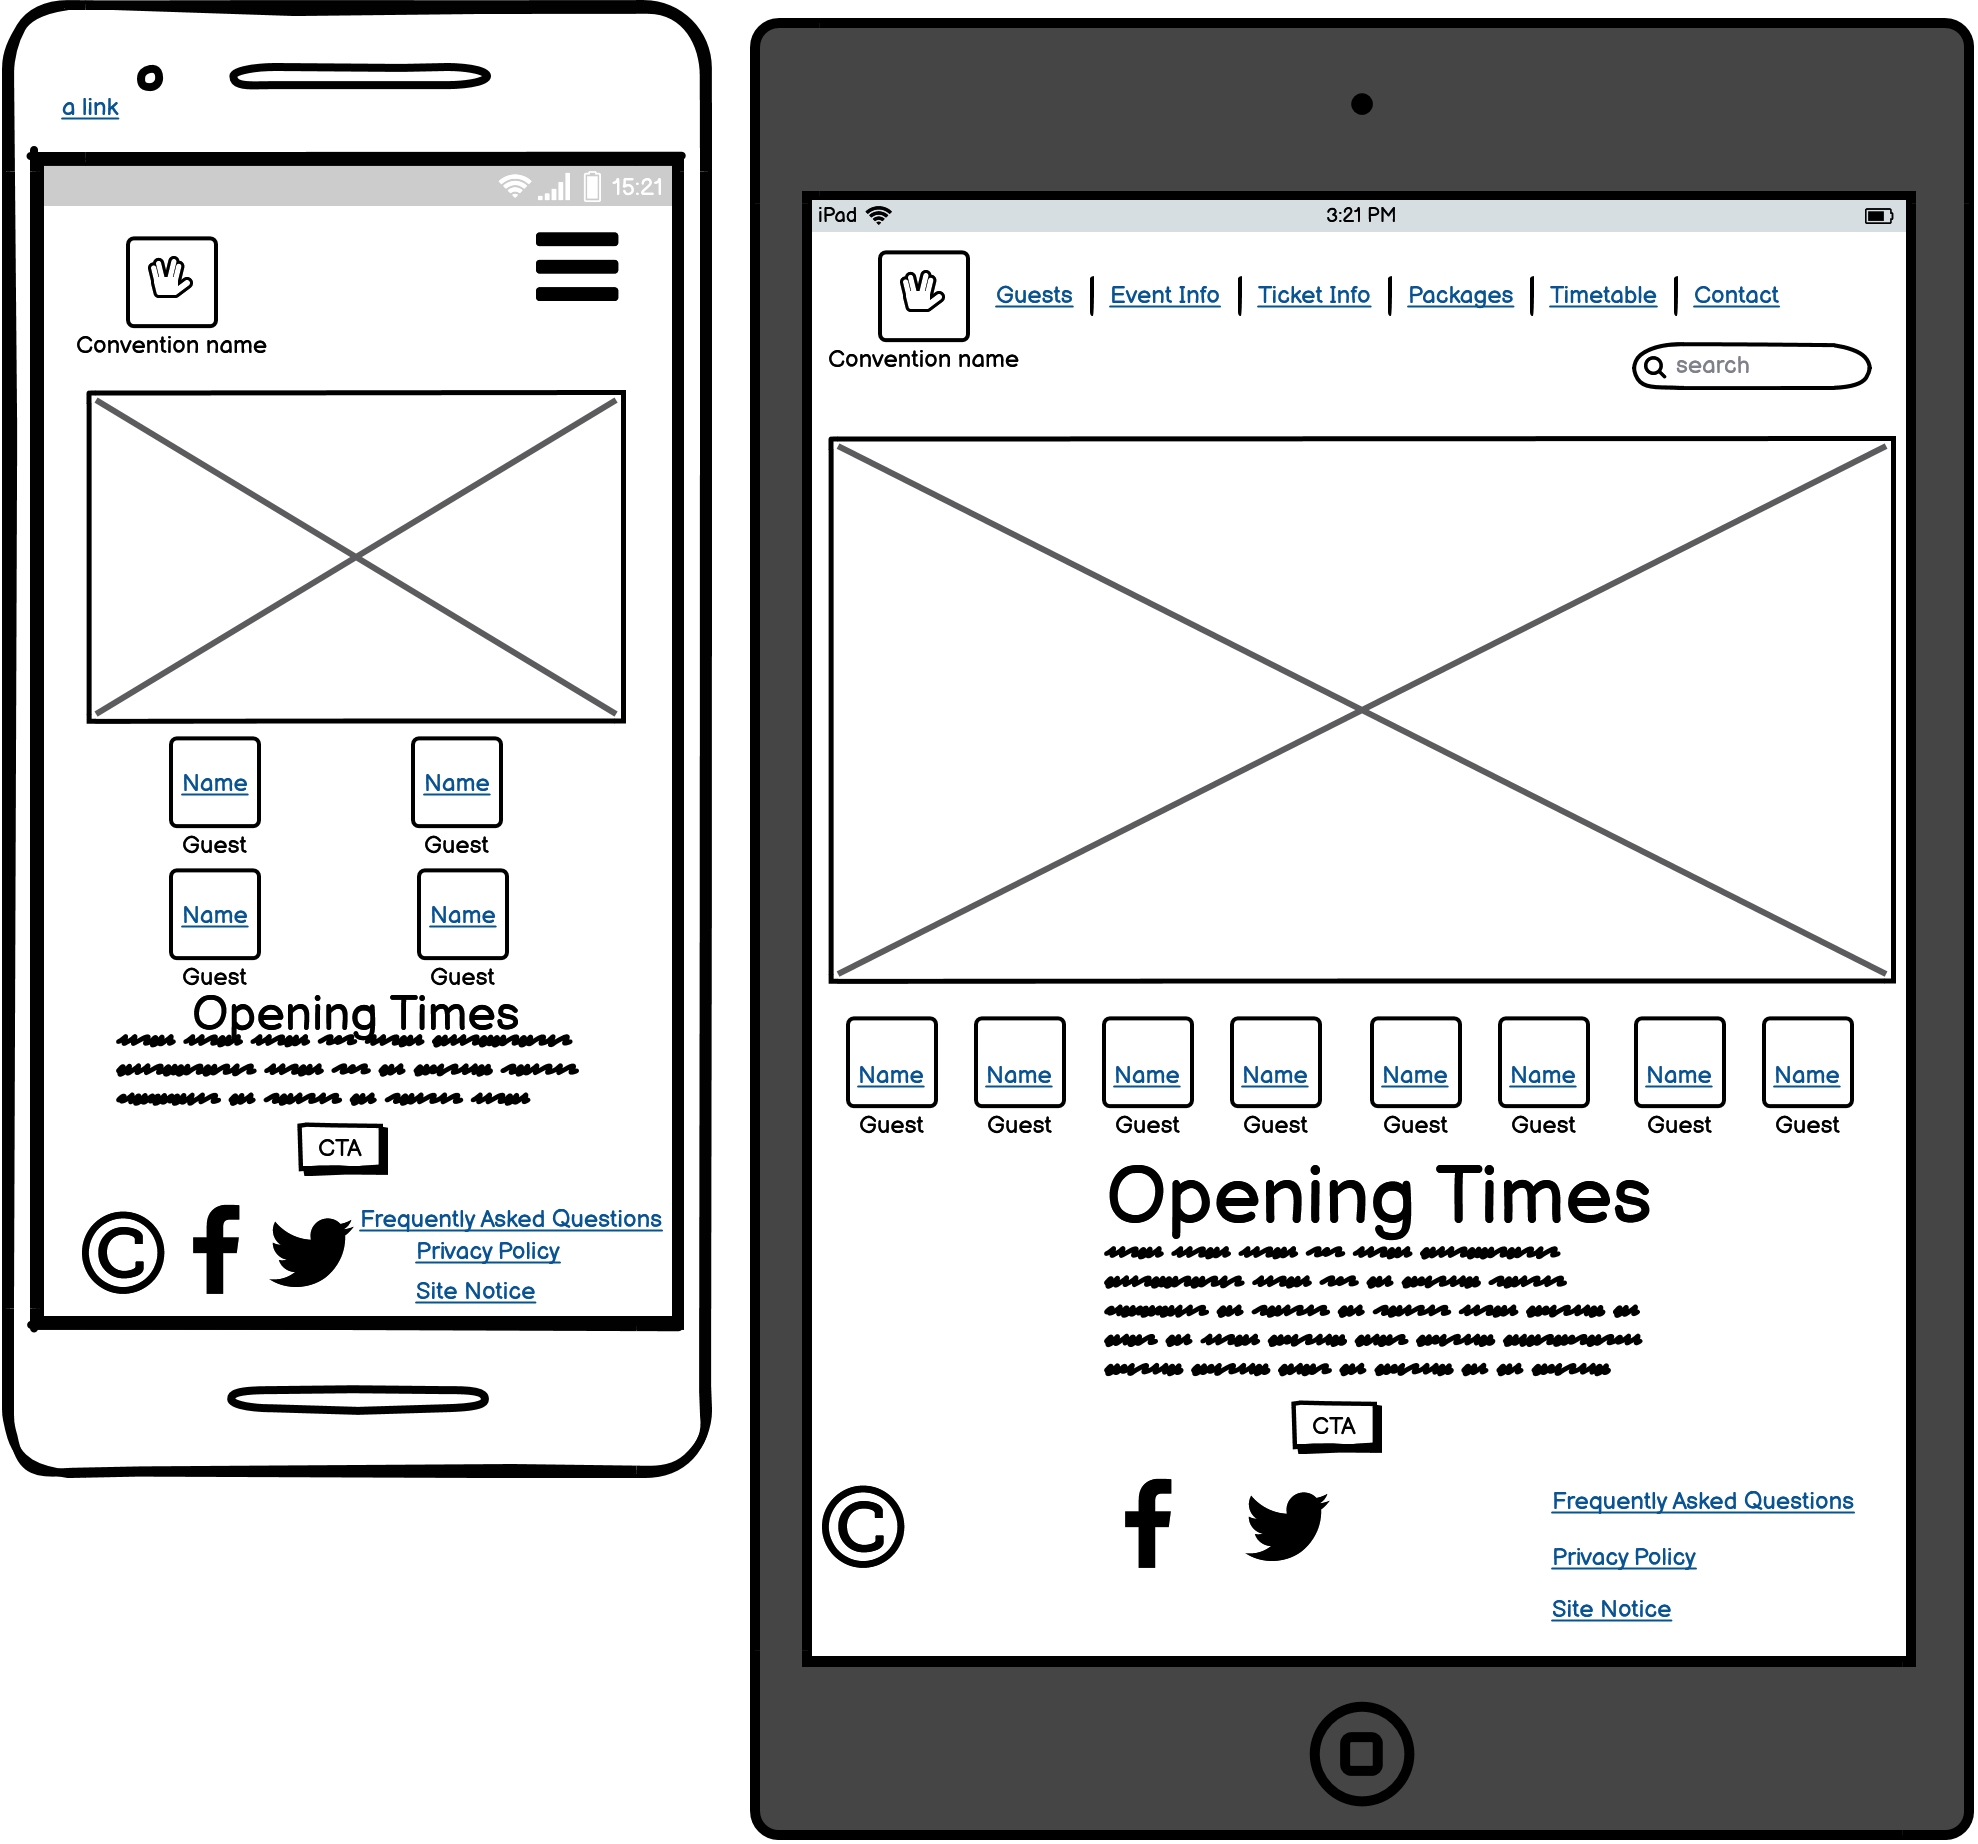 a link
15:21
Convention name
Name Name
Guest Guest
Name Name
Guest Guest
Opening Times
CTA
Frequently Asked Questions
Privacy Policy
Site Notice
iPad 3:21 PM
Guests Event Info Ticket Info Packages Timetable Contact
Convention name
search
Name Name Name Name Name Name Name Name
Guest Guest Guest Guest Guest Guest Guest Guest
Opening Times
CTA
Frequently Asked Questions
Privacy Policy
Site Notice